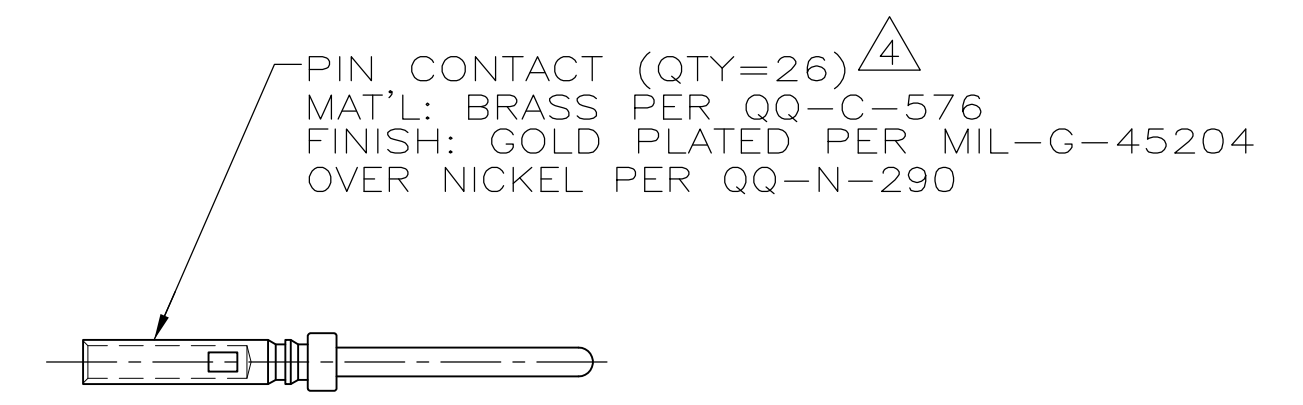 PIN CONTACT (QTY=26) 4
MAT'L: BRASS PER QQ-C-576
FINISH: GOLD PLATED PER MIL-G-45204
OVER NICKEL PER QQ-N-290